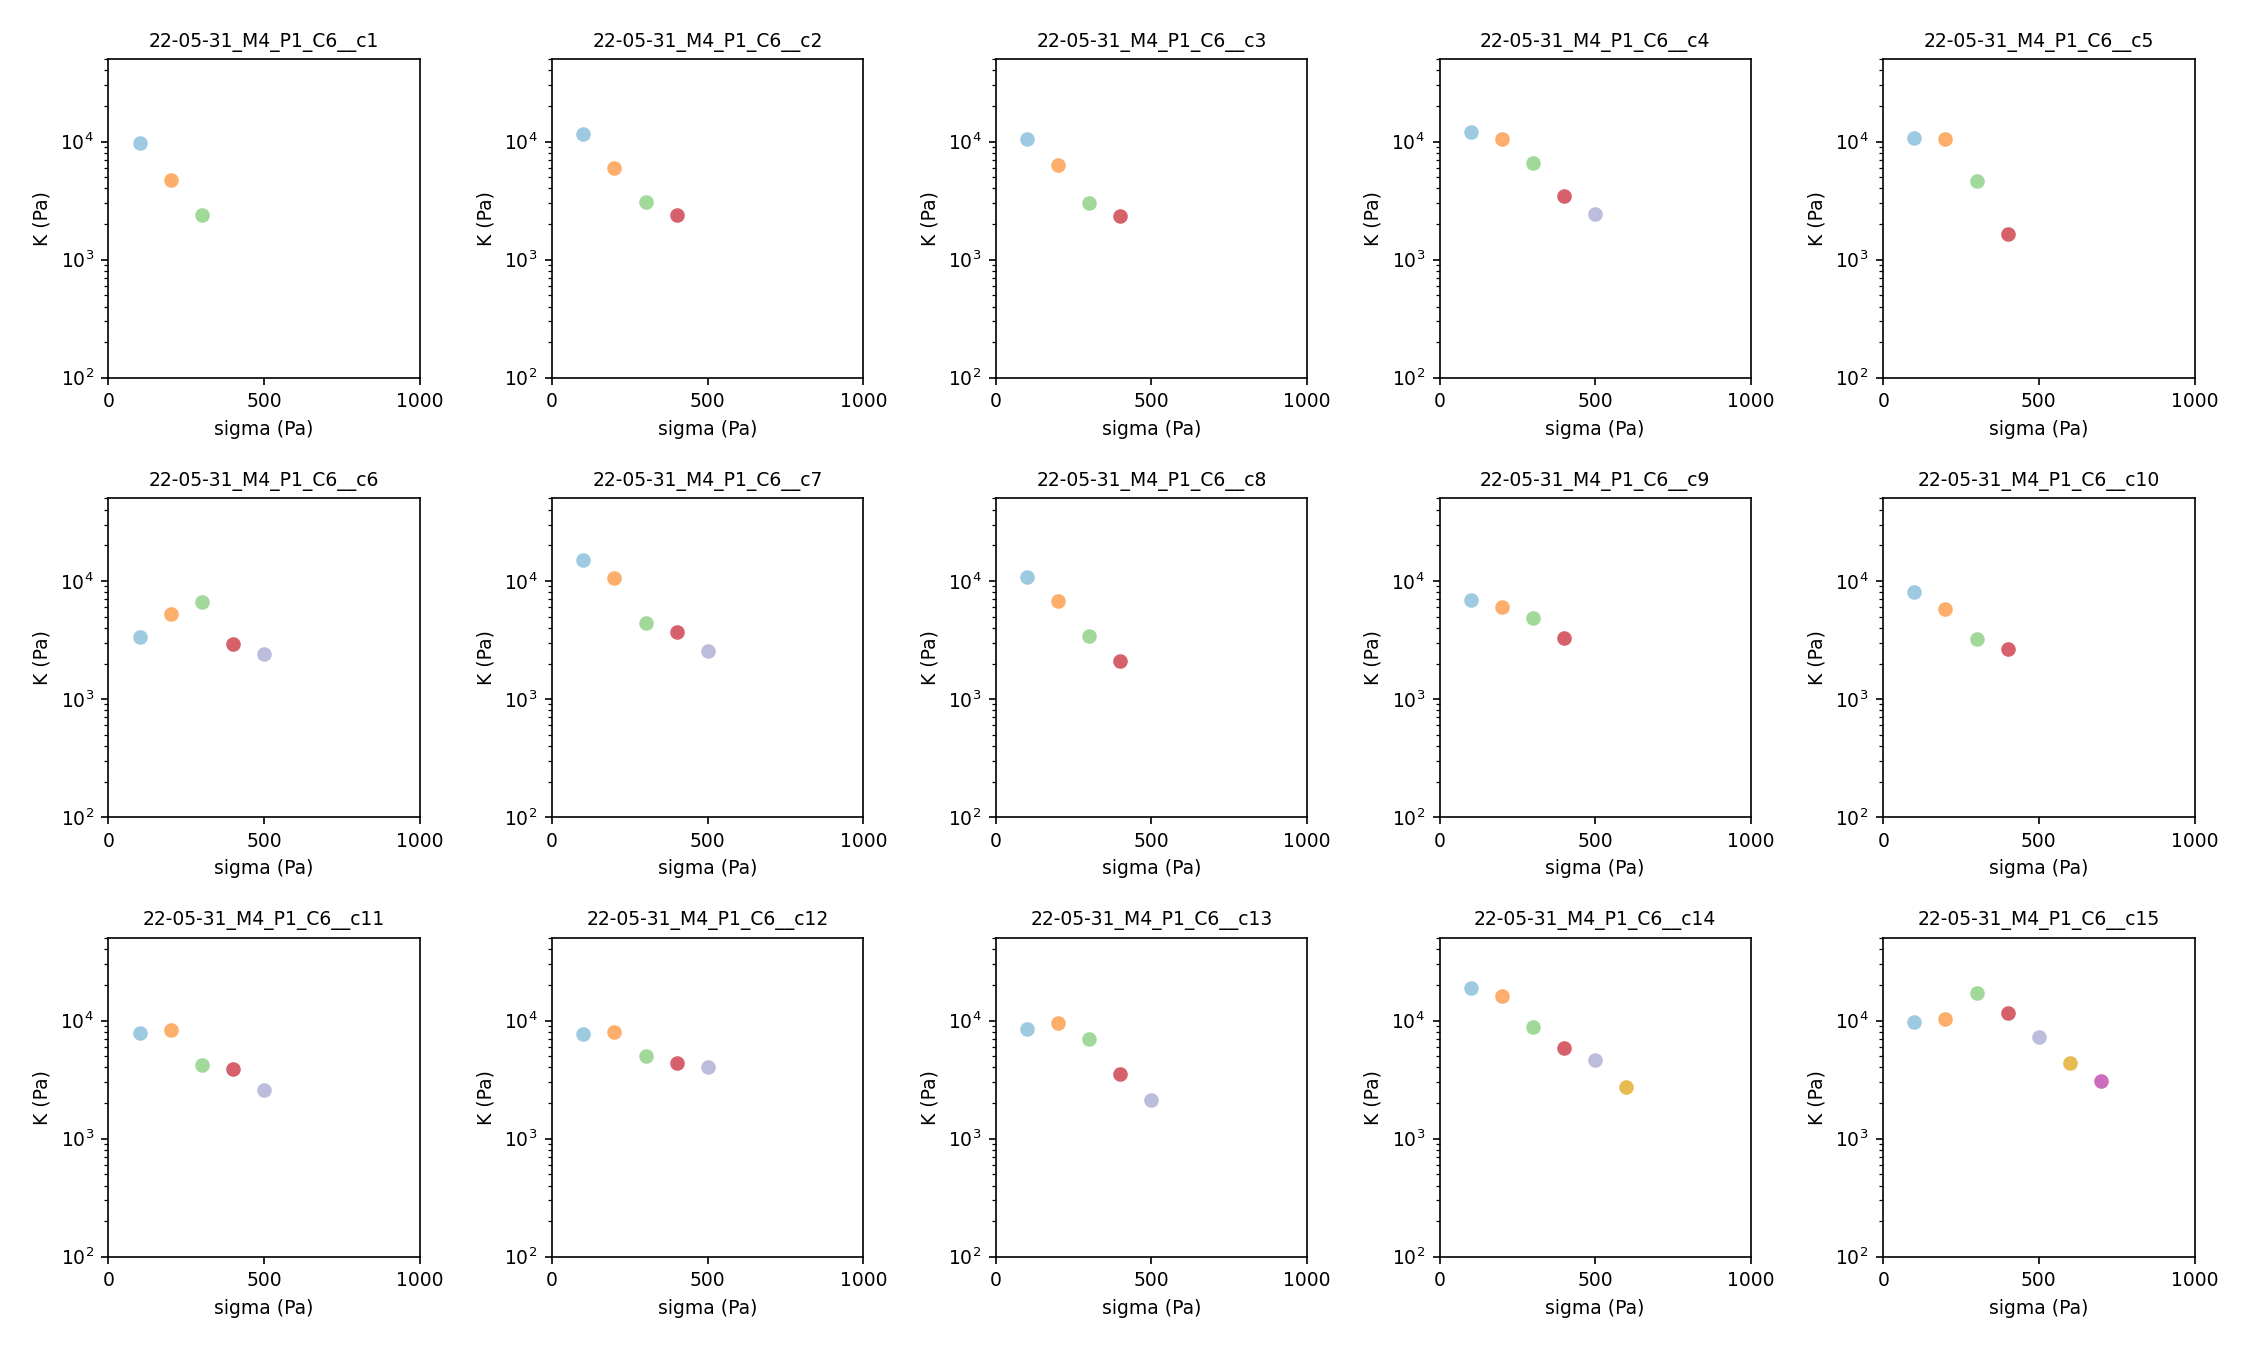 22-05-31_M4_P1_C6__c1
22-05-31_M4_P1_C6__c2
22-05-31_M4_P1_C6__c3
22-05-31_M4_P1_C6__c4
22-05-31_M4_P1_C6__c5
K (Pa) 10⁴ 10³ 10²
K (Pa) 10⁴ 10³ 10²
K (Pa) 10⁴ 10³ 10²
K (Pa) 10⁴ 10³ 10²
K (Pa) 10⁴ 10³ 10²
0 500 1000
0 500 1000
0 500 1000
0 500 1000
0 500 1000
sigma (Pa)
sigma (Pa)
sigma (Pa)
sigma (Pa)
sigma (Pa)
22-05-31_M4_P1_C6__c6
22-05-31_M4_P1_C6__c7
22-05-31_M4_P1_C6__c8
22-05-31_M4_P1_C6__c9
22-05-31_M4_P1_C6__c10
K (Pa) 10⁴ 10³ 10²
K (Pa) 10⁴ 10³ 10²
K (Pa) 10⁴ 10³ 10²
K (Pa) 10⁴ 10³ 10²
K (Pa) 10⁴ 10³ 10²
0 500 1000
0 500 1000
0 500 1000
0 500 1000
0 500 1000
sigma (Pa)
sigma (Pa)
sigma (Pa)
sigma (Pa)
sigma (Pa)
22-05-31_M4_P1_C6__c11
22-05-31_M4_P1_C6__c12
22-05-31_M4_P1_C6__c13
22-05-31_M4_P1_C6__c14
22-05-31_M4_P1_C6__c15
K (Pa) 10⁴ 10³ 10²
K (Pa) 10⁴ 10³ 10²
K (Pa) 10⁴ 10³ 10²
K (Pa) 10⁴ 10³ 10²
K (Pa) 10⁴ 10³ 10²
0 500 1000
0 500 1000
0 500 1000
0 500 1000
0 500 1000
sigma (Pa)
sigma (Pa)
sigma (Pa)
sigma (Pa)
sigma (Pa)